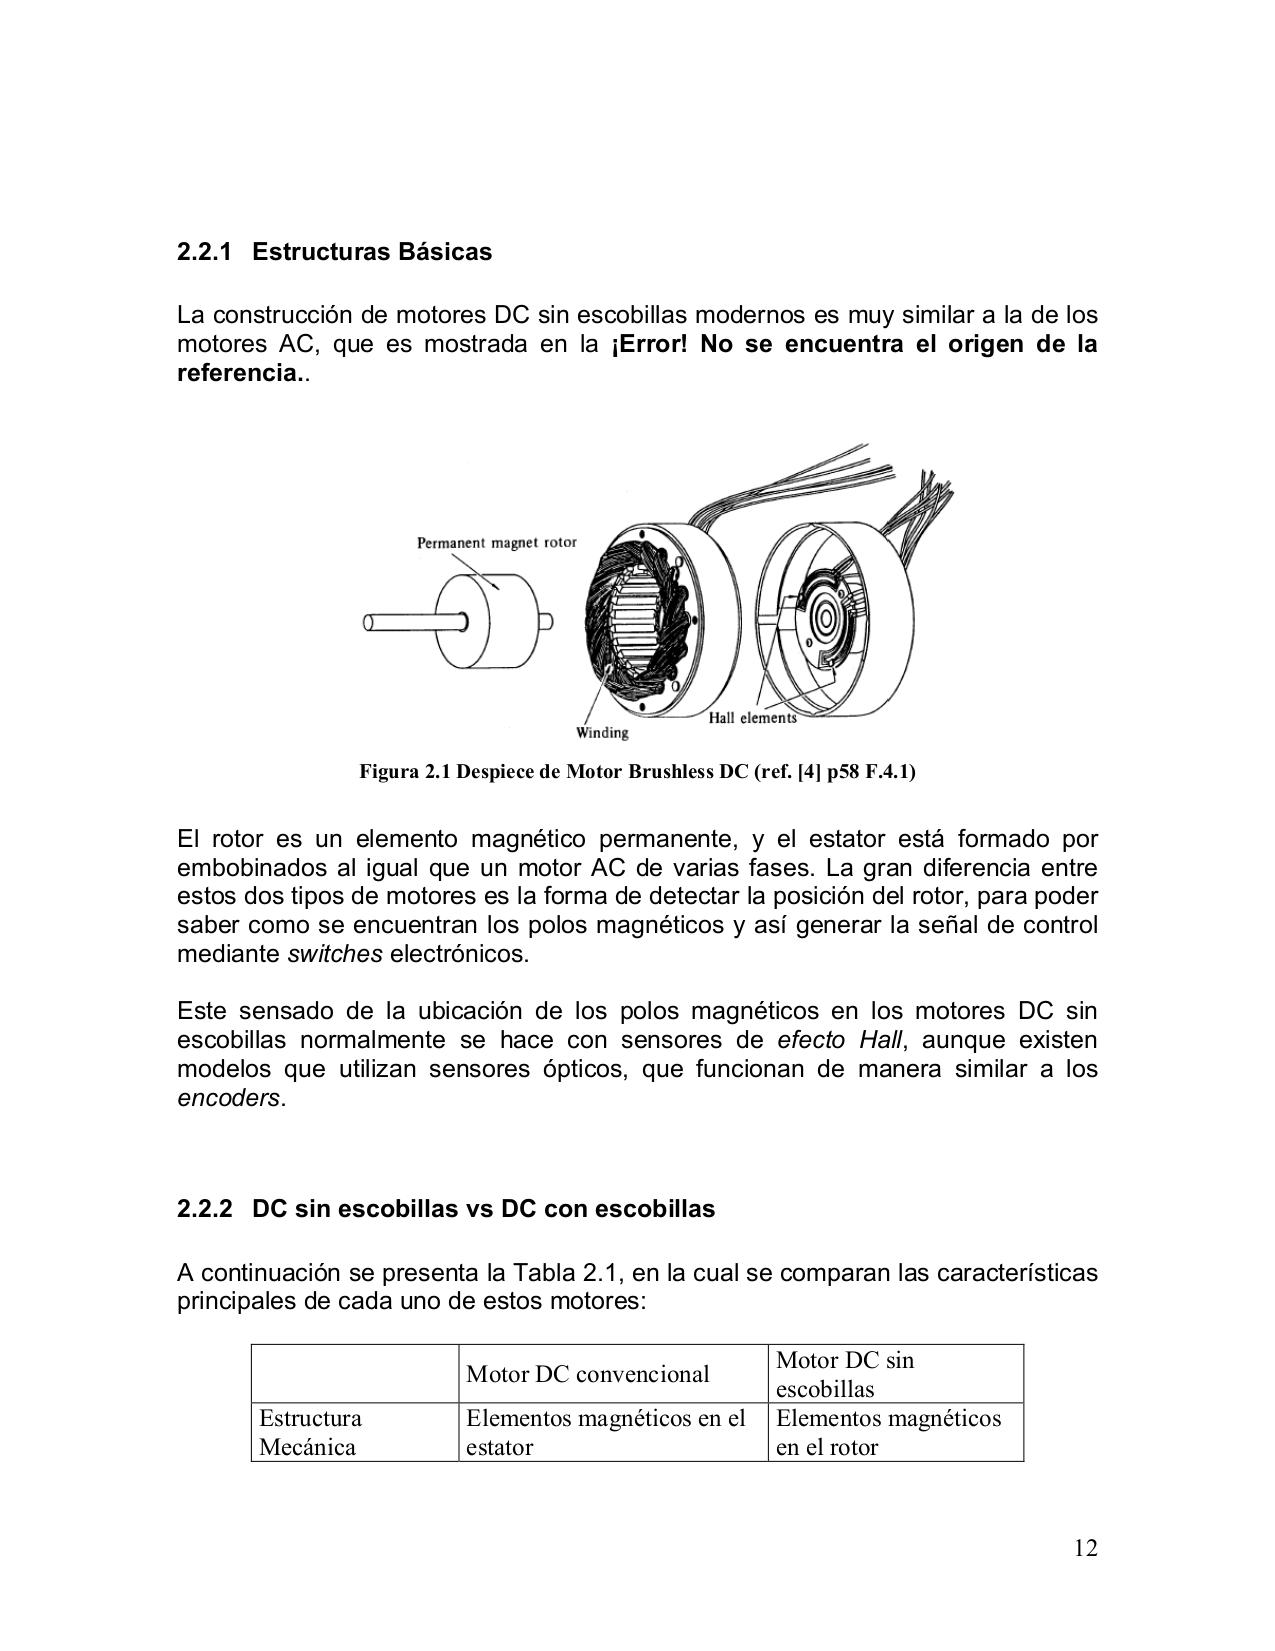 2.2.1 Estructuras Básicas
La construcción de motores DC sin escobillas modernos es muy similar a la de los
motores AC, que es mostrada en la ¡Error! No se encuentra el origen de la
referencia..
Permanent magnet rotor
Hall elements
Winding
Figura 2.1 Despiece de Motor Brushless DC (ref. [4] p58 F.4.1)
El rotor es un elemento magnético permanente, y el estator está formado por
embobinados al igual que un motor AC de varias fases. La gran diferencia entre
estos dos tipos de motores es la forma de detectar la posición del rotor, para poder
saber como se encuentran los polos magnéticos y así generar la señal de control
mediante switches electrónicos.
Este sensado de la ubicación de los polos magnéticos en los motores DC sin
escobillas normalmente se hace con sensores de efecto Hall, aunque existen
modelos que utilizan sensores ópticos, que funcionan de manera similar a los
encoders.
2.2.2 DC sin escobillas vs DC con escobillas
A continuación se presenta la Tabla 2.1, en la cual se comparan las características
principales de cada uno de estos motores:
Motor DC convencional
Motor DC sin
escobillas
Estructura
Mecánica
Elementos magnéticos en el
estator
Elementos magnéticos
en el rotor
12